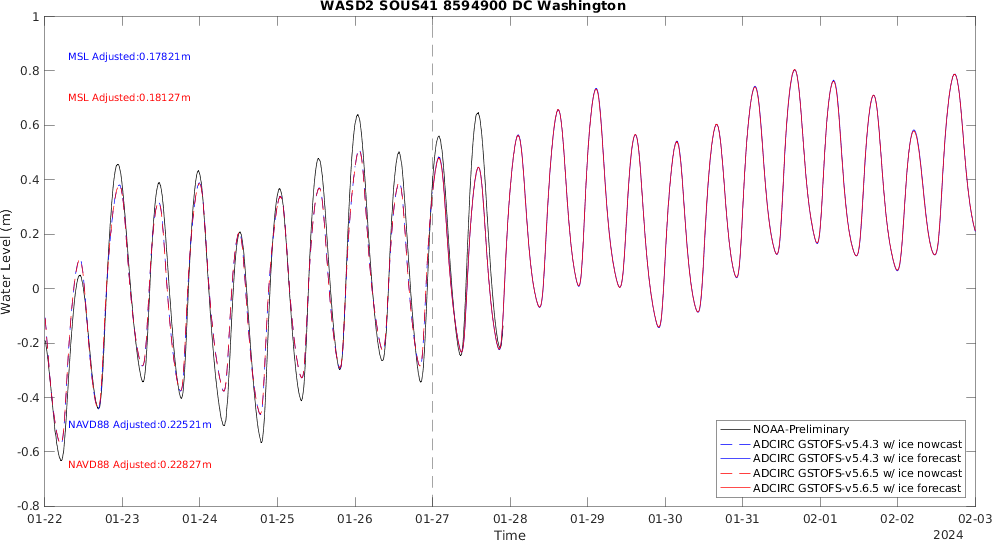 WASD2 SOUS41 8594900 DC Washington
MSL Adjusted:0.17821m
MSL Adjusted:0.18127m
NAVD88 Adjusted:0.22521m
NAVD88 Adjusted:0.22827m
Water Level (m)
1
0.8
0.6
0.4
0.2
0
-0.2
-0.4
-0.6
-0.8
NOAA-Preliminary
ADCIRC GSTOFS-v5.4.3 w/ ice nowcast
ADCIRC GSTOFS-v5.4.3 w/ ice forecast
ADCIRC GSTOFS-v5.6.5 w/ ice nowcast
ADCIRC GSTOFS-v5.6.5 w/ ice forecast
01-22 01-23 01-24 01-25 01-26 01-27 01-28 01-29 01-30 01-31 02-01 02-02 02-03
Time
2024